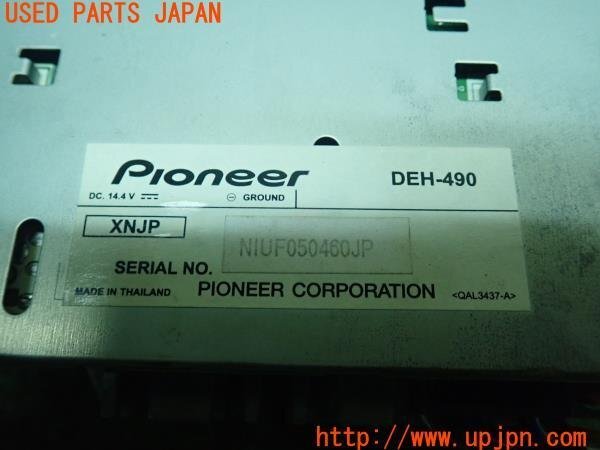 USED PARTS JAPAN
Pioneer
DEH-490
DC. 14.4 V
⊖ GROUND
XNJP
NIUF050460JP
SERIAL NO.
MADE IN THAILAND
PIONEER CORPORATION
<QAL3437-A>
http://www.upjpn.com/